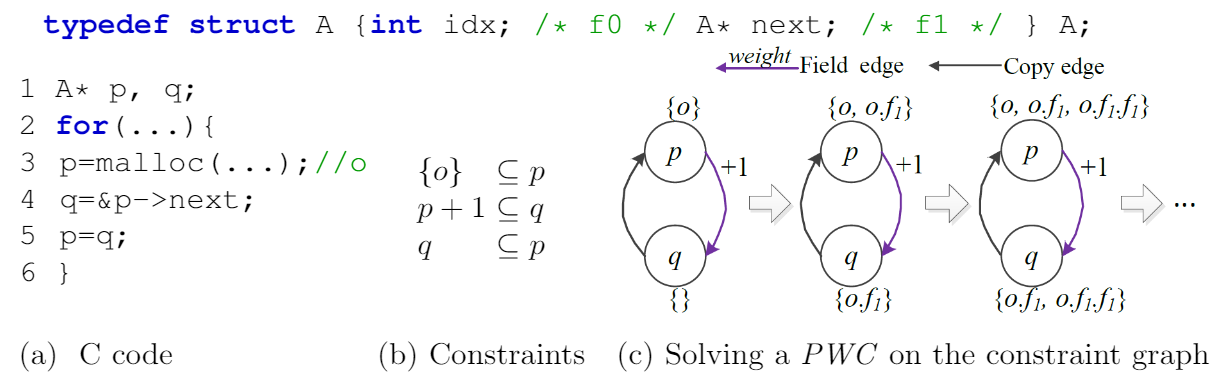 typedef struct A {int idx; /* f0 */ A* next; /* f1 */ } A;
weight Field edge Copy edge
1 A* p, q;
2 for(...){
3 p=malloc(...);//o
4 q=&p->next;
5 p=q;
6 }
{o} ⊆ p
p + 1 ⊆ q
q ⊆ p
{o} {o, o.f₁} {o, o.f₁, o.f₁.f₁}
p p p
+1 +1 +1
...
q q q
{} {o.f₁} {o.f₁, o.f₁.f₁}
(a) C code (b) Constraints (c) Solving a PWC on the constraint graph